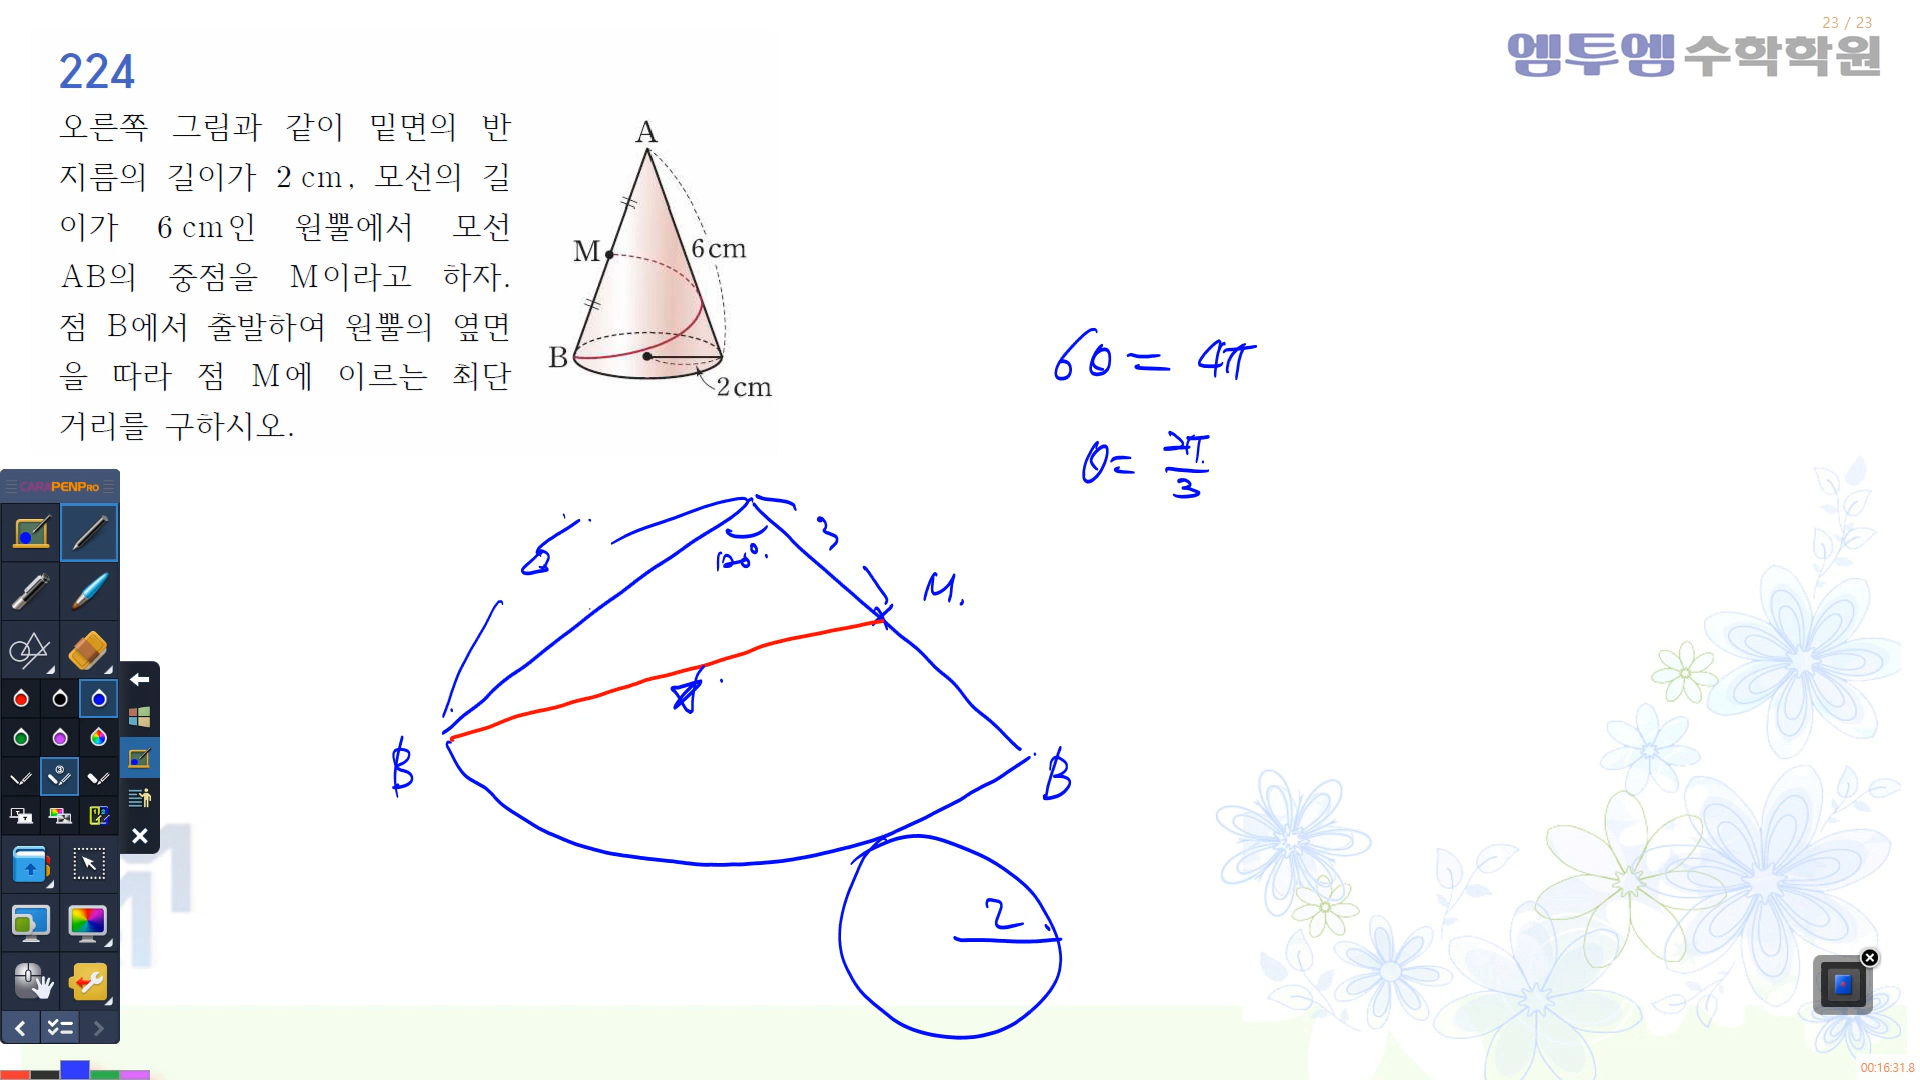 23 / 23
엠투엠 수학학원
224
오른쪽 그림과 같이 밑면의 반
지름의 길이가 2 cm, 모선의 길
이가 6 cm인 원뿔에서 모선
AB의 중점을 M이라고 하자.
점 B에서 출발하여 원뿔의 옆면
을 따라 점 M에 이르는 최단
거리를 구하시오.
A
M
6 cm
B
2 cm
6θ = 4π
θ = 2π/3
3
120°
M.
B
B
2
CARAPENPRO
00:16:31.8